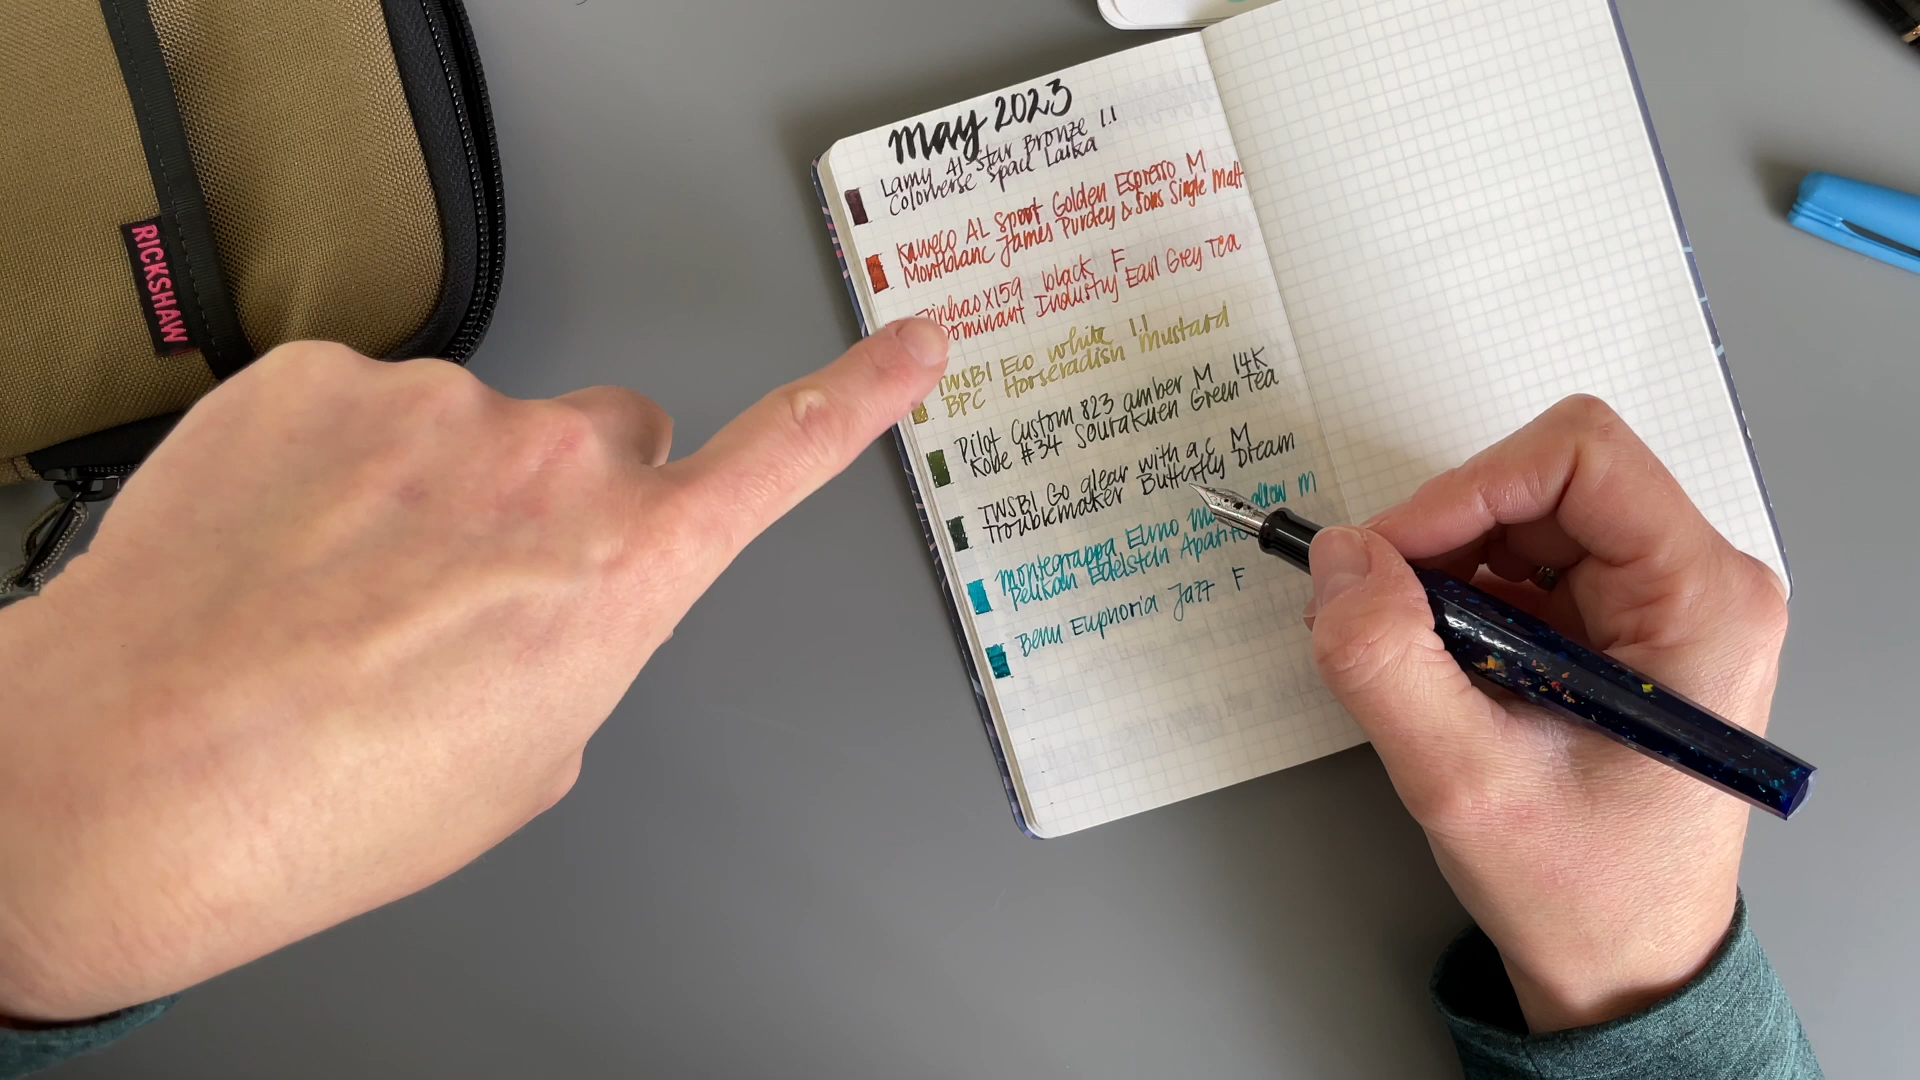 RICKSHAW
May 2023
Lamy Al Star Bronze 1.1
Colorverse Space Laika
Kaweco AL Sport Golden Espresso M
Montblanc James Purdey & Sons Single Malt
Jinhao X159 black F
Dominant Industry Earl Grey Tea
TWSBI Eco white 1.1
BPC Horseradish Mustard
Pilot Custom 823 amber M 14K
Kobe #34 Sourakuen Green Tea
TWSBI Go glear with a c M
Troublemaker Butterfly Dream
Montegrappa Elmo M
Pelikan Edelstein Apatite
Benu Euphoria Jazz F